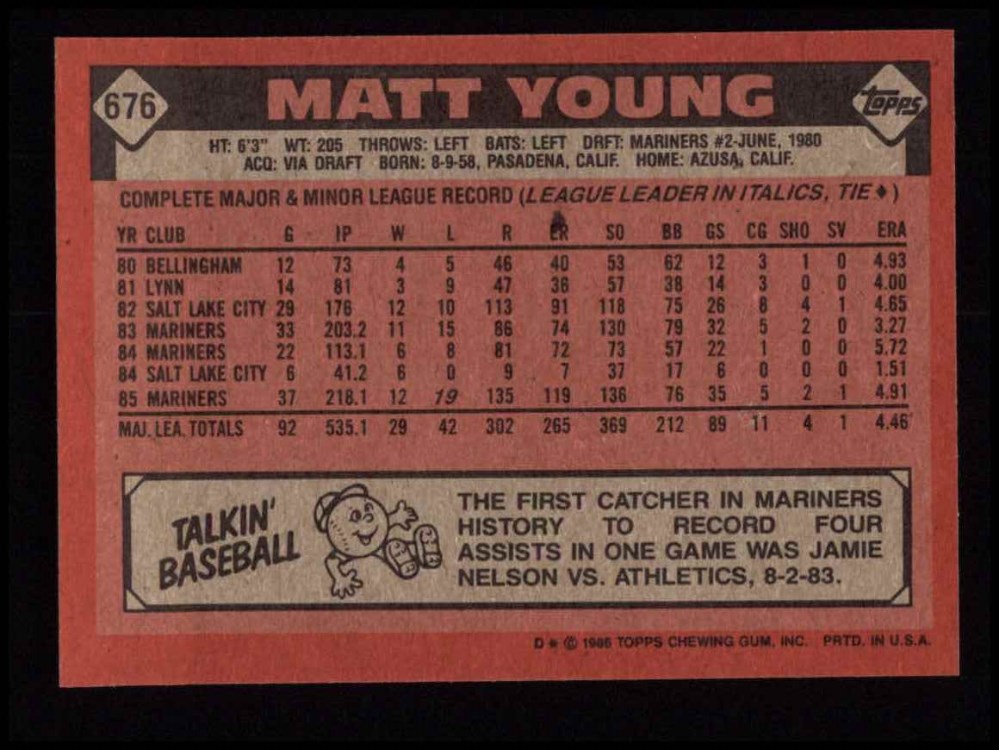 676
MATT YOUNG
TOPPS
HT: 6'3" WT: 205 THROWS: LEFT BATS: LEFT DRFT: MARINERS #2-JUNE, 1980
ACQ: VIA DRAFT BORN: 8-9-58, PASADENA, CALIF. HOME: AZUSA, CALIF.
COMPLETE MAJOR & MINOR LEAGUE RECORD (LEAGUE LEADER IN ITALICS, TIE ♦)
YR CLUB G IP W L R ER SO BB GS CG SHO SV ERA
80 BELLINGHAM 12 73 4 5 46 40 53 62 12 3 1 0 4.93
81 LYNN 14 81 3 9 47 36 57 38 14 3 0 0 4.00
82 SALT LAKE CITY 29 176 12 10 113 91 118 75 26 8 4 1 4.65
83 MARINERS 33 203.2 11 15 86 74 130 79 32 5 2 0 3.27
84 MARINERS 22 113.1 6 8 81 72 73 57 22 1 0 0 5.72
84 SALT LAKE CITY 6 41.2 6 0 9 7 37 17 6 0 0 0 1.51
85 MARINERS 37 218.1 12 19 135 119 136 76 35 5 2 1 4.91
MAJ. LEA. TOTALS 92 535.1 29 42 302 265 369 212 89 11 4 1 4.46
TALKIN'
BASEBALL
THE FIRST CATCHER IN MARINERS
HISTORY TO RECORD FOUR
ASSISTS IN ONE GAME WAS JAMIE
NELSON VS. ATHLETICS, 8-2-83.
D * © 1986 TOPPS CHEWING GUM, INC. PRTD. IN U.S.A.